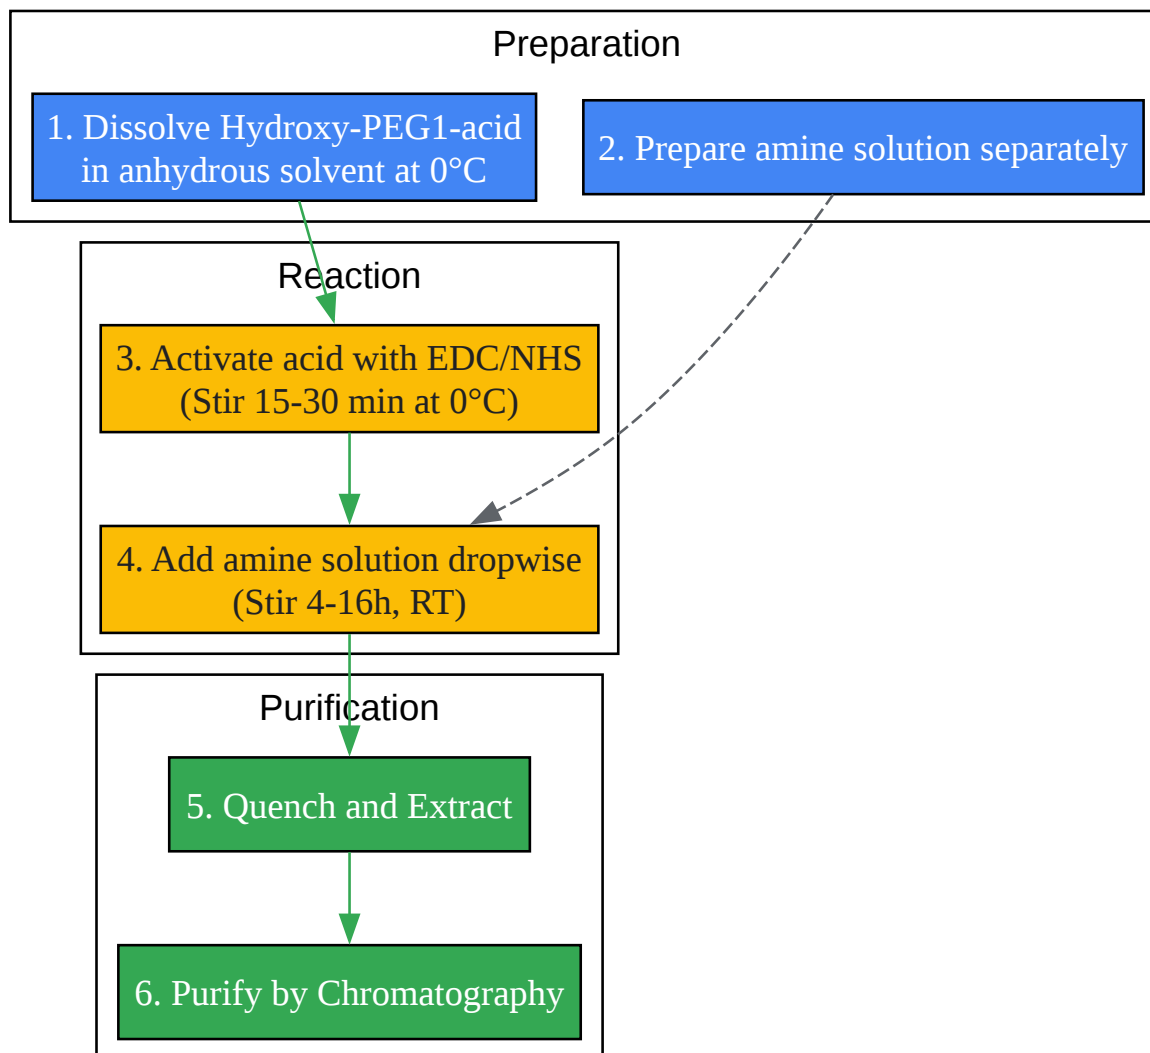 Preparation
1. Dissolve Hydroxy-PEG1-acid
in anhydrous solvent at 0°C
2. Prepare amine solution separately
Reaction
3. Activate acid with EDC/NHS
(Stir 15-30 min at 0°C)
4. Add amine solution dropwise
(Stir 4-16h, RT)
Purification
5. Quench and Extract
6. Purify by Chromatography